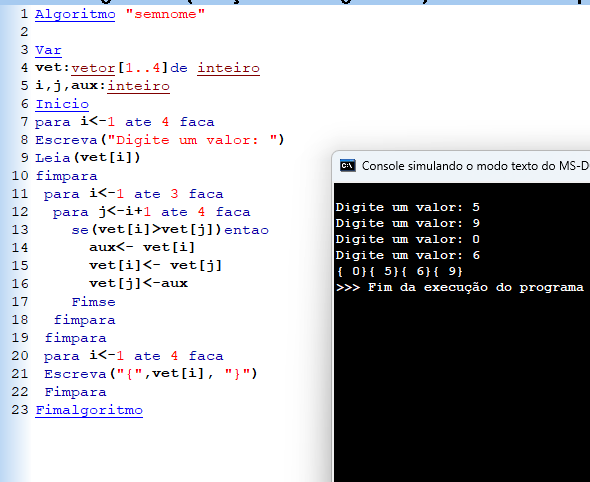 1 Algoritmo "semnome"
2
3 Var
4 vet:vetor[1..4]de inteiro
5 i,j,aux:inteiro
6 Inicio
7 para i<-1 ate 4 faca
8 Escreva("Digite um valor: ")
9 Leia(vet[i])
10 fimpara
11 para i<-1 ate 3 faca
12 para j<-i+1 ate 4 faca
13 se(vet[i]>vet[j])entao
14 aux<- vet[i]
15 vet[i]<- vet[j]
16 vet[j]<-aux
17 Fimse
18 fimpara
19 fimpara
20 para i<-1 ate 4 faca
21 Escreva("{",vet[i], "}")
22 Fimpara
23 Fimalgoritmo
Console simulando o modo texto do MS-D
Digite um valor: 5
Digite um valor: 9
Digite um valor: 0
Digite um valor: 6
{ 0}{ 5}{ 6}{ 9}
>>> Fim da execução do programa